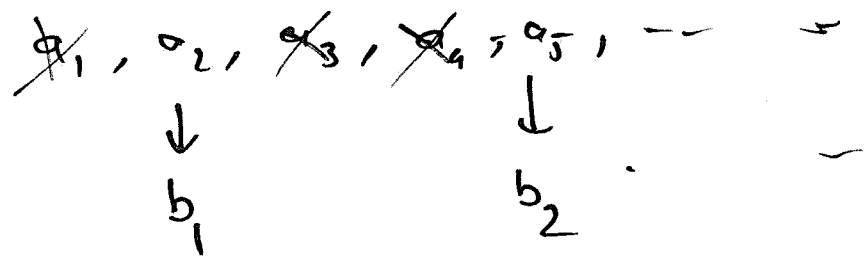 a₁, a₂, a₃, a₄, a₅, ---
↓ ↓
b₁ b₂